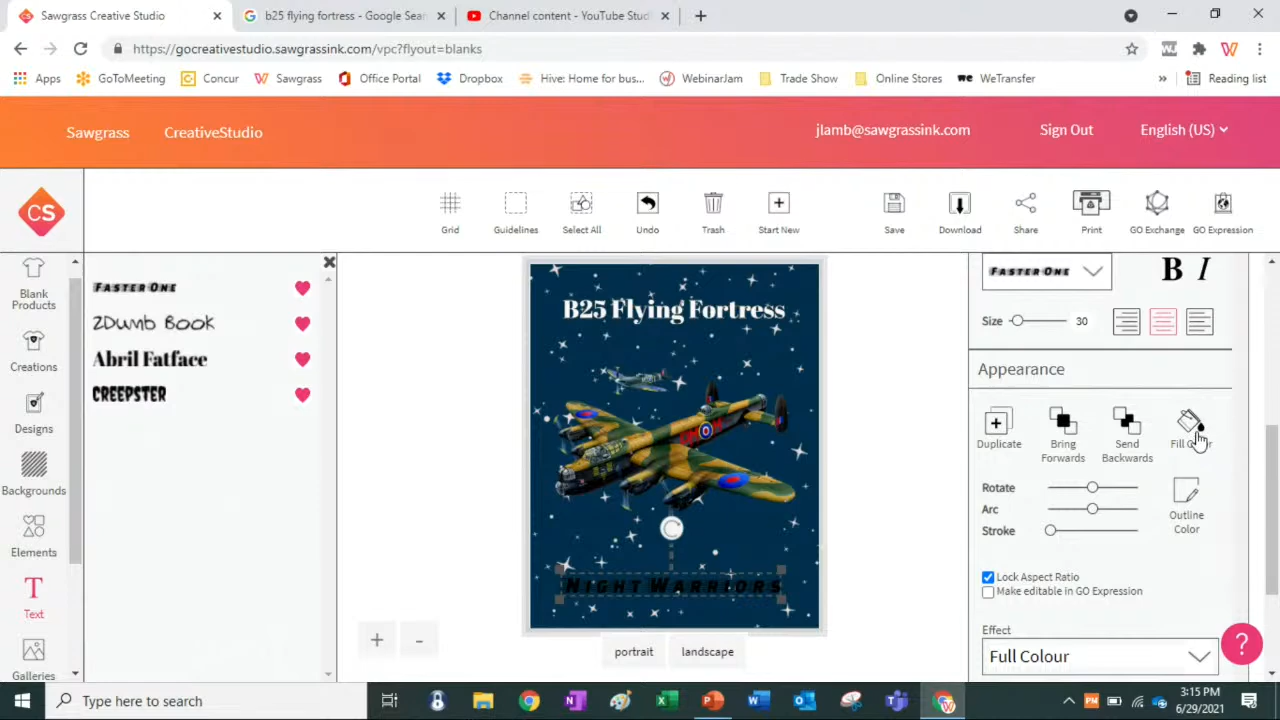 Sawgrass Creative Studio
b25 flying fortress - Google Sear
Channel content - YouTube Stud
https://gocreativestudio.sawgrassink.com/vpc?flyout=blanks
Apps
GoToMeeting
Concur
Sawgrass
Office Portal
Dropbox
Hive: Home for bus...
WebinarJam
Trade Show
Online Stores
we WeTransfer
»
Reading list
Sawgrass
CreativeStudio
jlamb@sawgrassink.com
Sign Out
English (US)
CS
Grid
Guidelines
Select All
Undo
Trash
Start New
Save
Download
Share
Print
GO Exchange
GO Expression
Blank
Products
Creations
Designs
Backgrounds
Elements
T
Text
Galleries
Faster One
2Dumb Book
Abril Fatface
CREEPSTER
B25 Flying Fortress
Night Warriors
+
-
portrait
landscape
Faster One
B I
Size
30
Appearance
Duplicate
Bring
Forwards
Send
Backwards
Rotate
Arc
Stroke
Outline
Color
Lock Aspect Ratio
Make editable in GO Expression
Effect
Full Colour
?
Type here to search
3:15 PM
6/29/2021